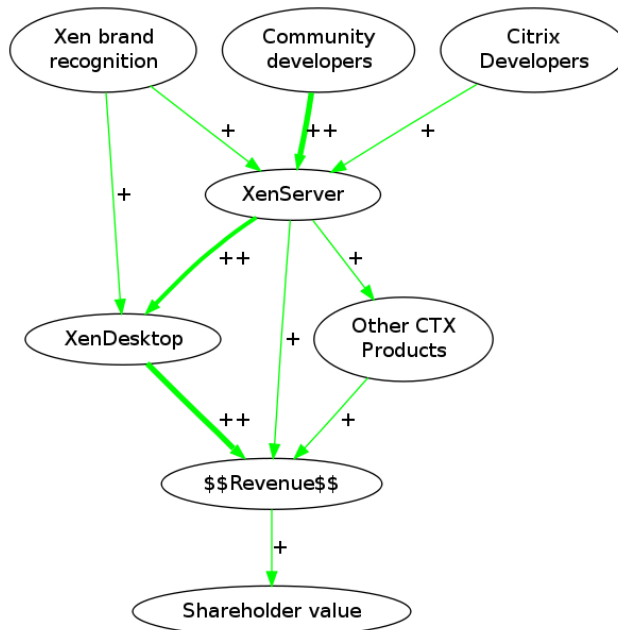 Xen brand
recognition
Community
developers
Citrix
Developers
+
++
+
XenServer
+
++
+
XenDesktop
Other CTX
Products
+
++
+
$$Revenue$$
+
Shareholder value